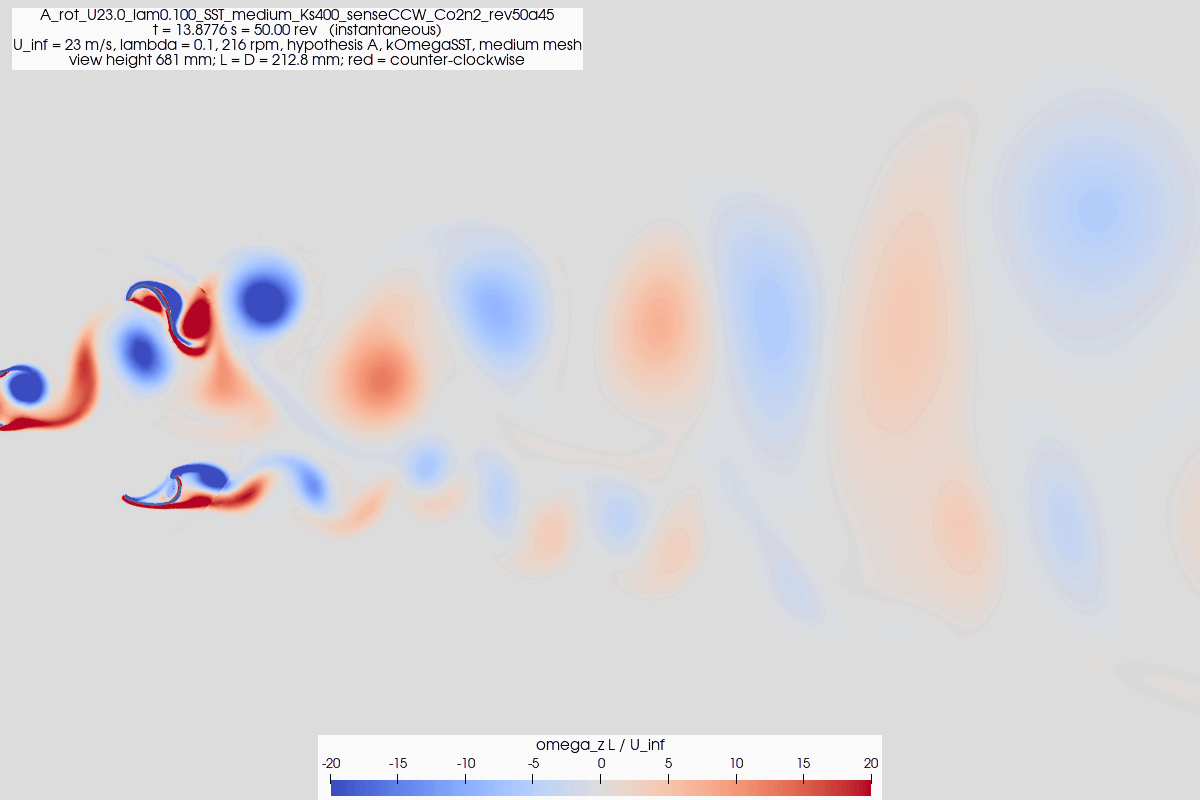 A_rot_U23.0_lam0.100_SST_medium_Ks400_senseCCW_Co2n2_rev50a45
t = 13.8776 s = 50.00 rev (instantaneous)
U_inf = 23 m/s, lambda = 0.1, 216 rpm, hypothesis A, kOmegaSST, medium mesh
view height 681 mm; L = D = 212.8 mm; red = counter-clockwise
omega_z L / U_inf
-20 -15 -10 -5 0 5 10 15 20